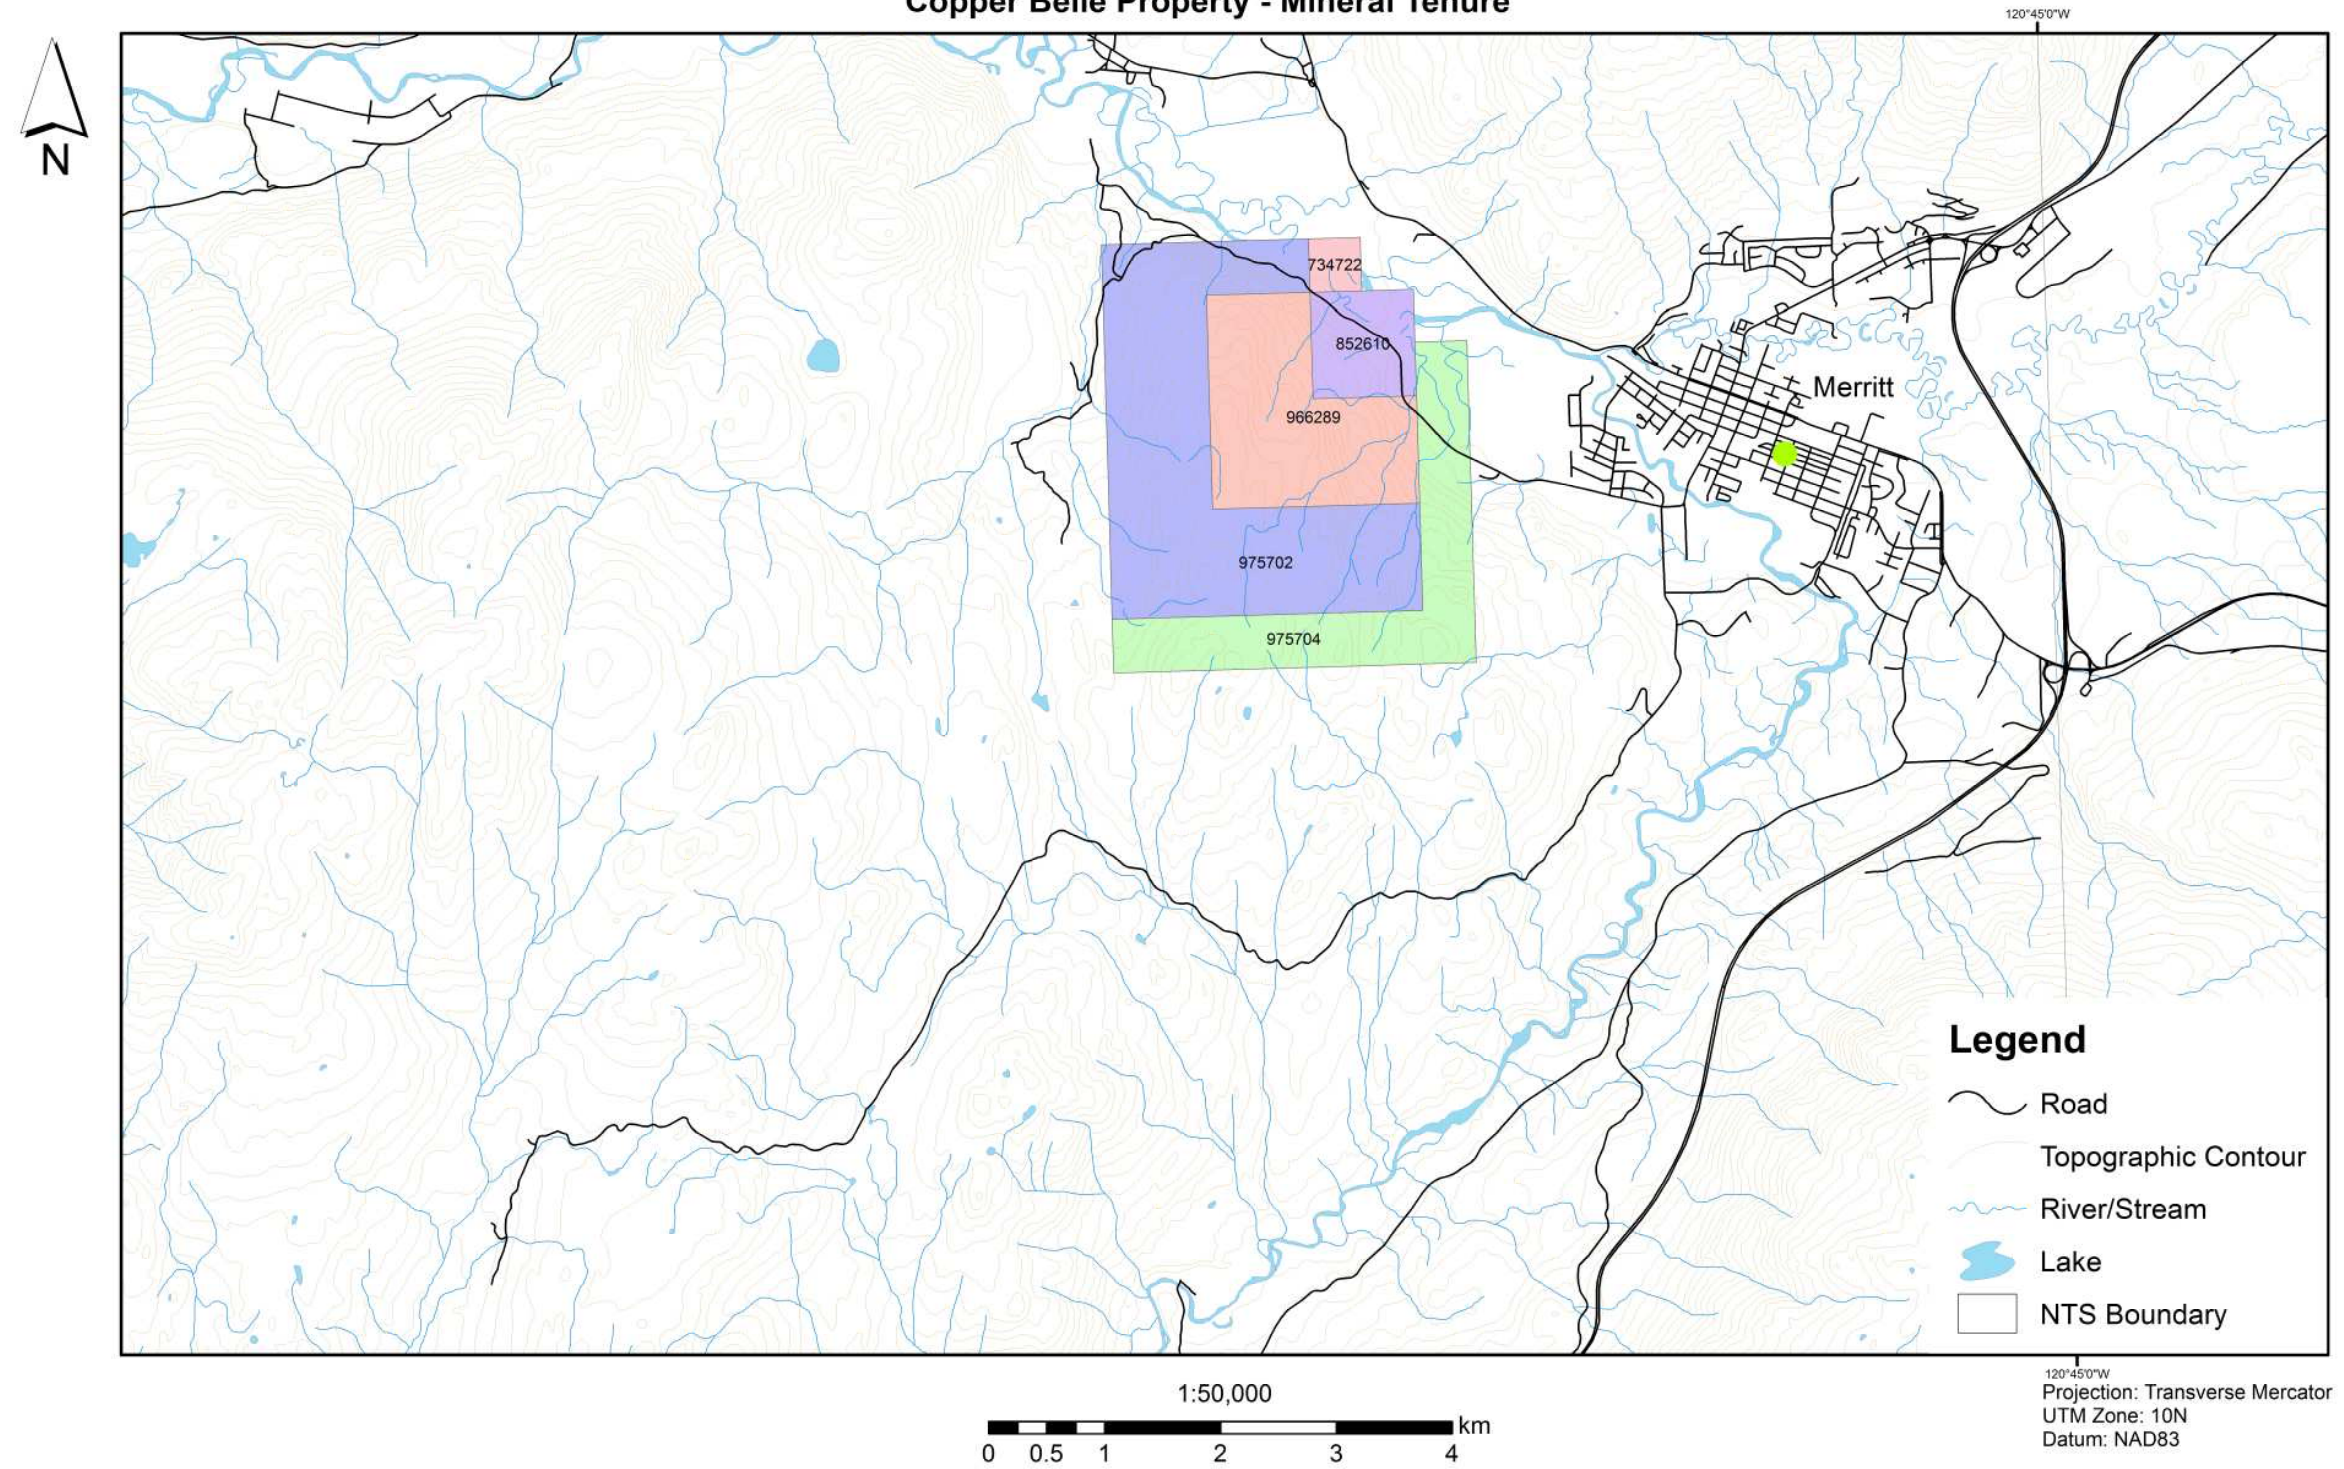 Copper Belle Property - Mineral Tenure
120°45'0"W
N
734722
852610
Merritt
966289
975702
975704
Legend
Road
Topographic Contour
River/Stream
Lake
NTS Boundary
1:50,000
km
0 0.5 1 2 3 4
120°45'0"W
Projection: Transverse Mercator
UTM Zone: 10N
Datum: NAD83